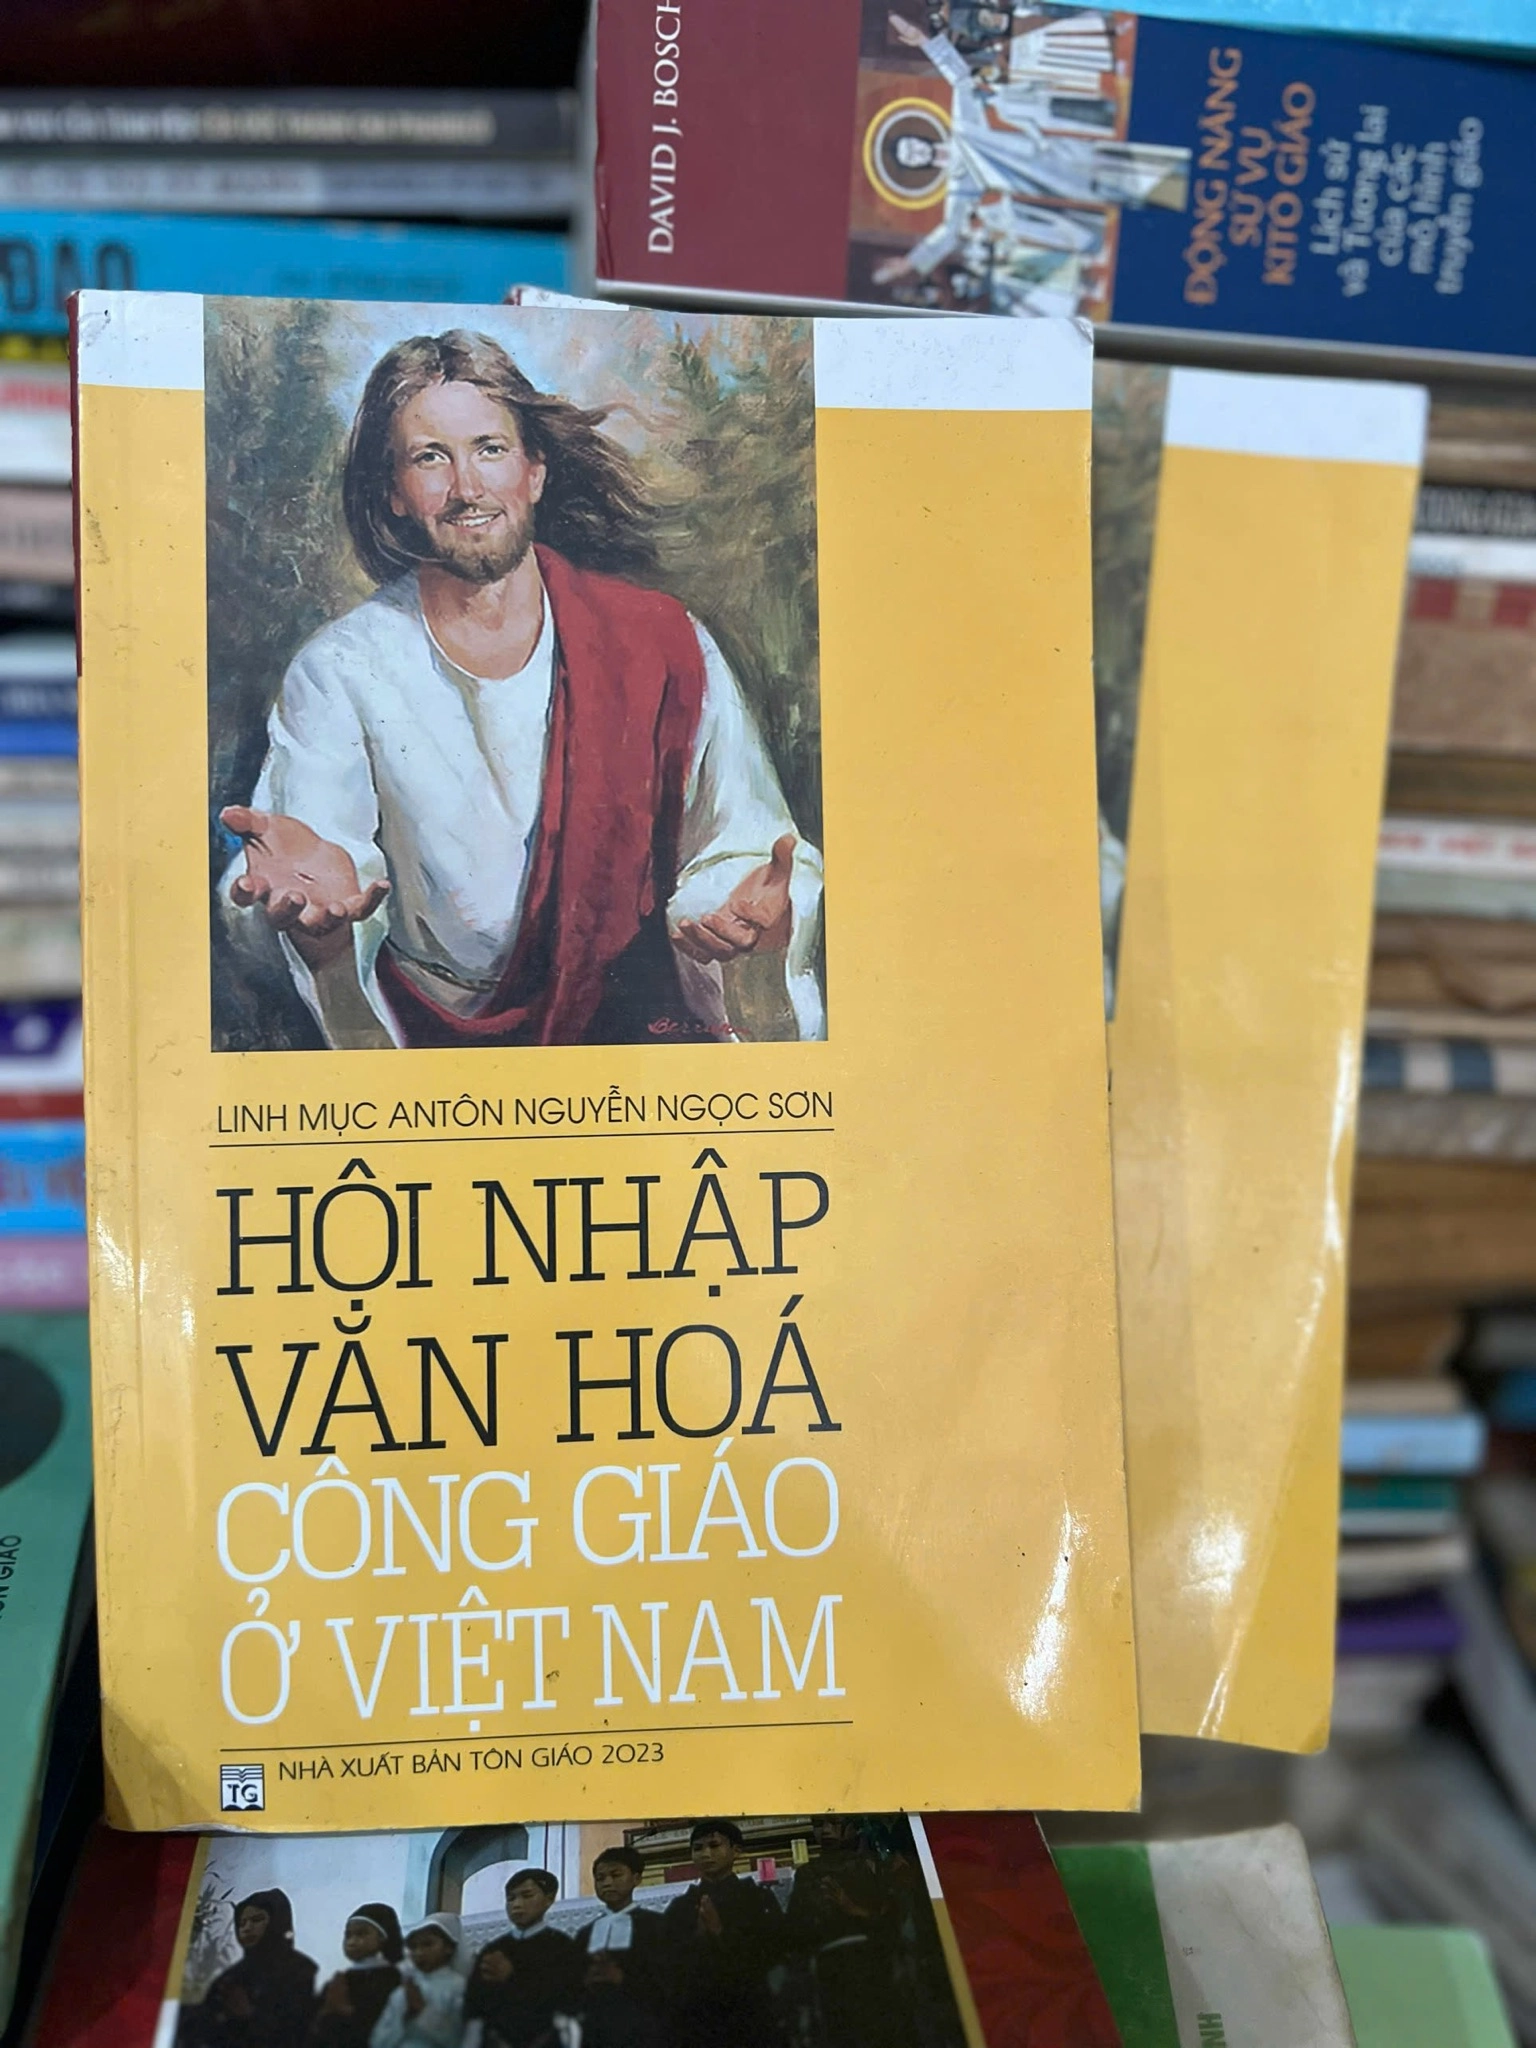 DAVID J. BOSCH
ĐỘNG NĂNG
SỨ VỤ
KITÔ GIÁO
Lịch sử
và Tương lai
của các
mô hình
truyền giáo
ĐẠO
LINH MỤC ANTÔN NGUYỄN NGỌC SƠN
HỘI NHẬP
VĂN HOÁ
CÔNG GIÁO
Ở VIỆT NAM
TG
NHÀ XUẤT BẢN TÔN GIÁO 2023